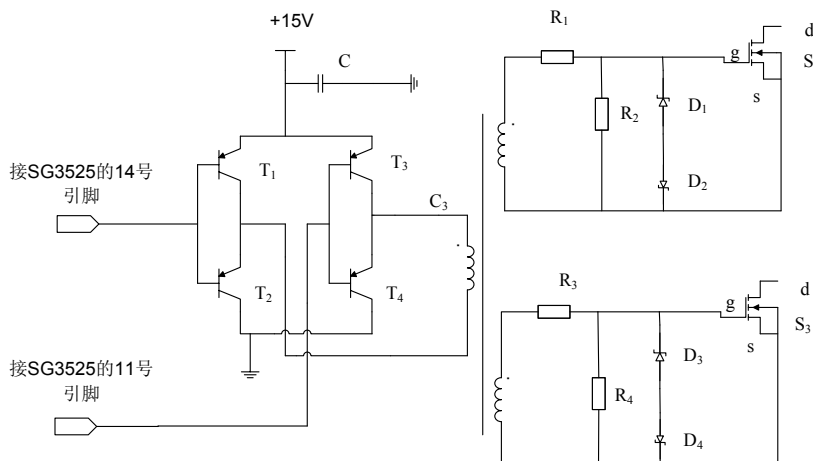 +15V
C
R1
d
g
S
s
R2
D1
D2
接SG3525的14号
引脚
T1
T3
C3
T2
T4
R3
d
g
S3
s
D3
R4
D4
接SG3525的11号
引脚